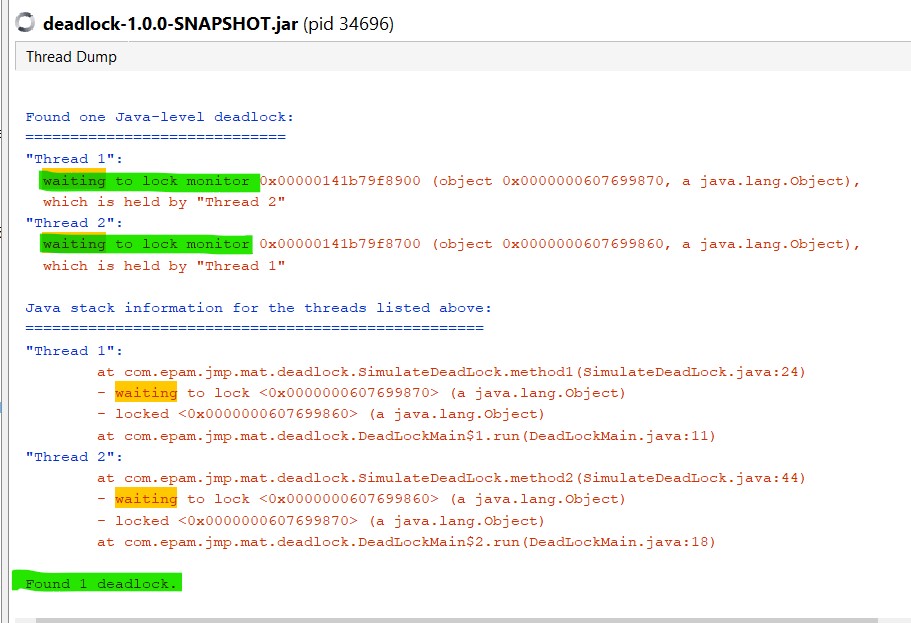 deadlock-1.0.0-SNAPSHOT.jar (pid 34696)
Thread Dump
Found one Java-level deadlock:
=============================
"Thread 1":
waiting to lock monitor 0x00000141b79f8900 (object 0x0000000607699870, a java.lang.Object),
which is held by "Thread 2"
"Thread 2":
waiting to lock monitor 0x00000141b79f8700 (object 0x0000000607699860, a java.lang.Object),
which is held by "Thread 1"
Java stack information for the threads listed above:
===================================================
"Thread 1":
at com.epam.jmp.mat.deadlock.SimulateDeadLock.method1(SimulateDeadLock.java:24)
- waiting to lock <0x0000000607699870> (a java.lang.Object)
- locked <0x0000000607699860> (a java.lang.Object)
at com.epam.jmp.mat.deadlock.DeadLockMain$1.run(DeadLockMain.java:11)
"Thread 2":
at com.epam.jmp.mat.deadlock.SimulateDeadLock.method2(SimulateDeadLock.java:44)
- waiting to lock <0x0000000607699860> (a java.lang.Object)
- locked <0x0000000607699870> (a java.lang.Object)
at com.epam.jmp.mat.deadlock.DeadLockMain$2.run(DeadLockMain.java:18)
Found 1 deadlock.